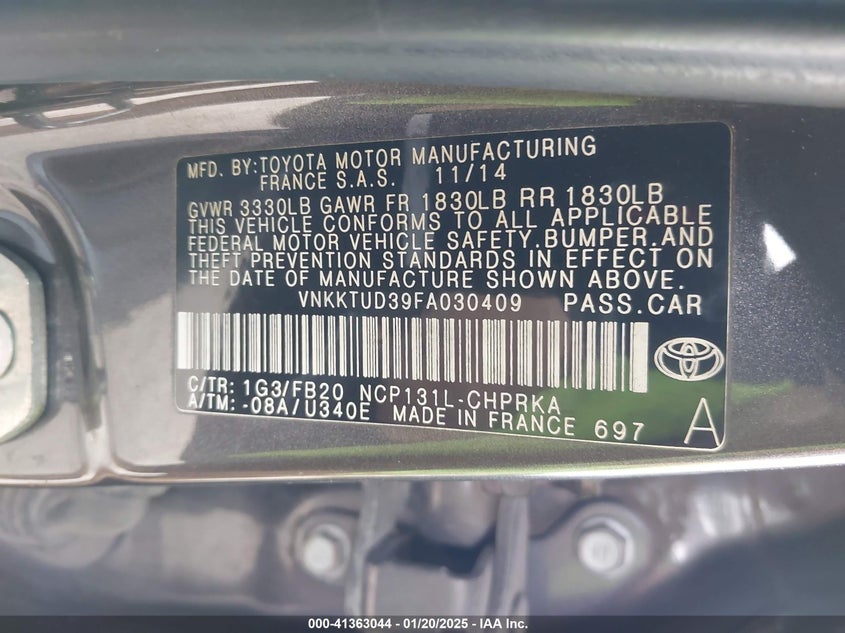 MFD. BY:TOYOTA MOTOR MANUFACTURING
FRANCE S.A.S. 11/14
GVWR 3330LB GAWR FR 1830LB RR 1830LB
THIS VEHICLE CONFORMS TO ALL APPLICABLE
FEDERAL MOTOR VEHICLE SAFETY.BUMPER.AND
THEFT PREVENTION STANDARDS IN EFFECT ON
THE DATE OF MANUFACTURE SHOWN ABOVE.
VNKKTUD39FA030409 PASS.CAR
C/TR: 1G3/FB20 NCP131L-CHPRKA
A/TM: -08A/U340E MADE IN FRANCE 697 A
000-41363044 - 01/20/2025 - IAA Inc.